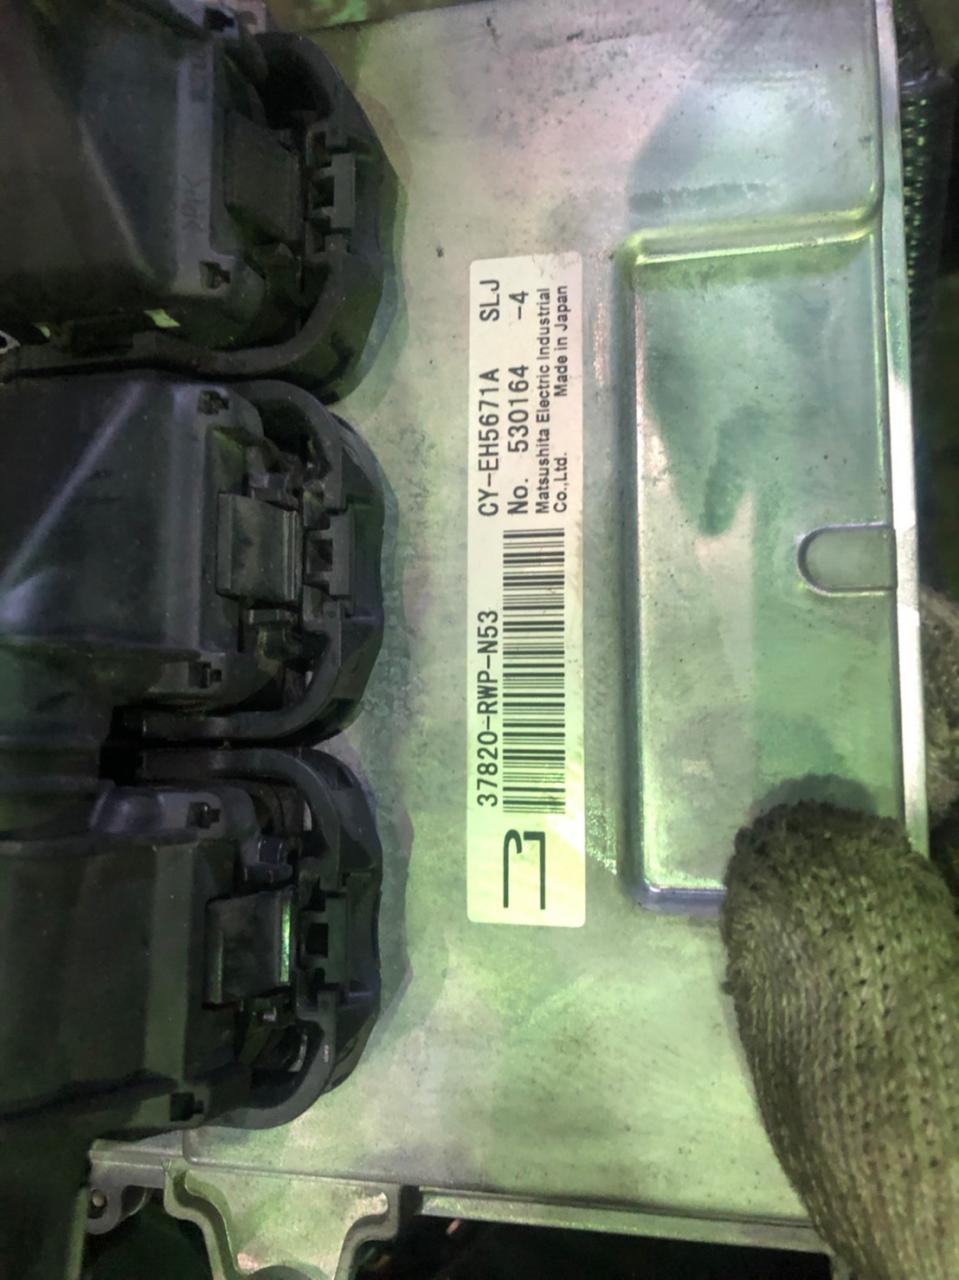 37820-RWP-N53
CY-EH5671A SLJ
No. 530164 -4
Matsushita Electric Industrial
Co.,Ltd. Made in Japan